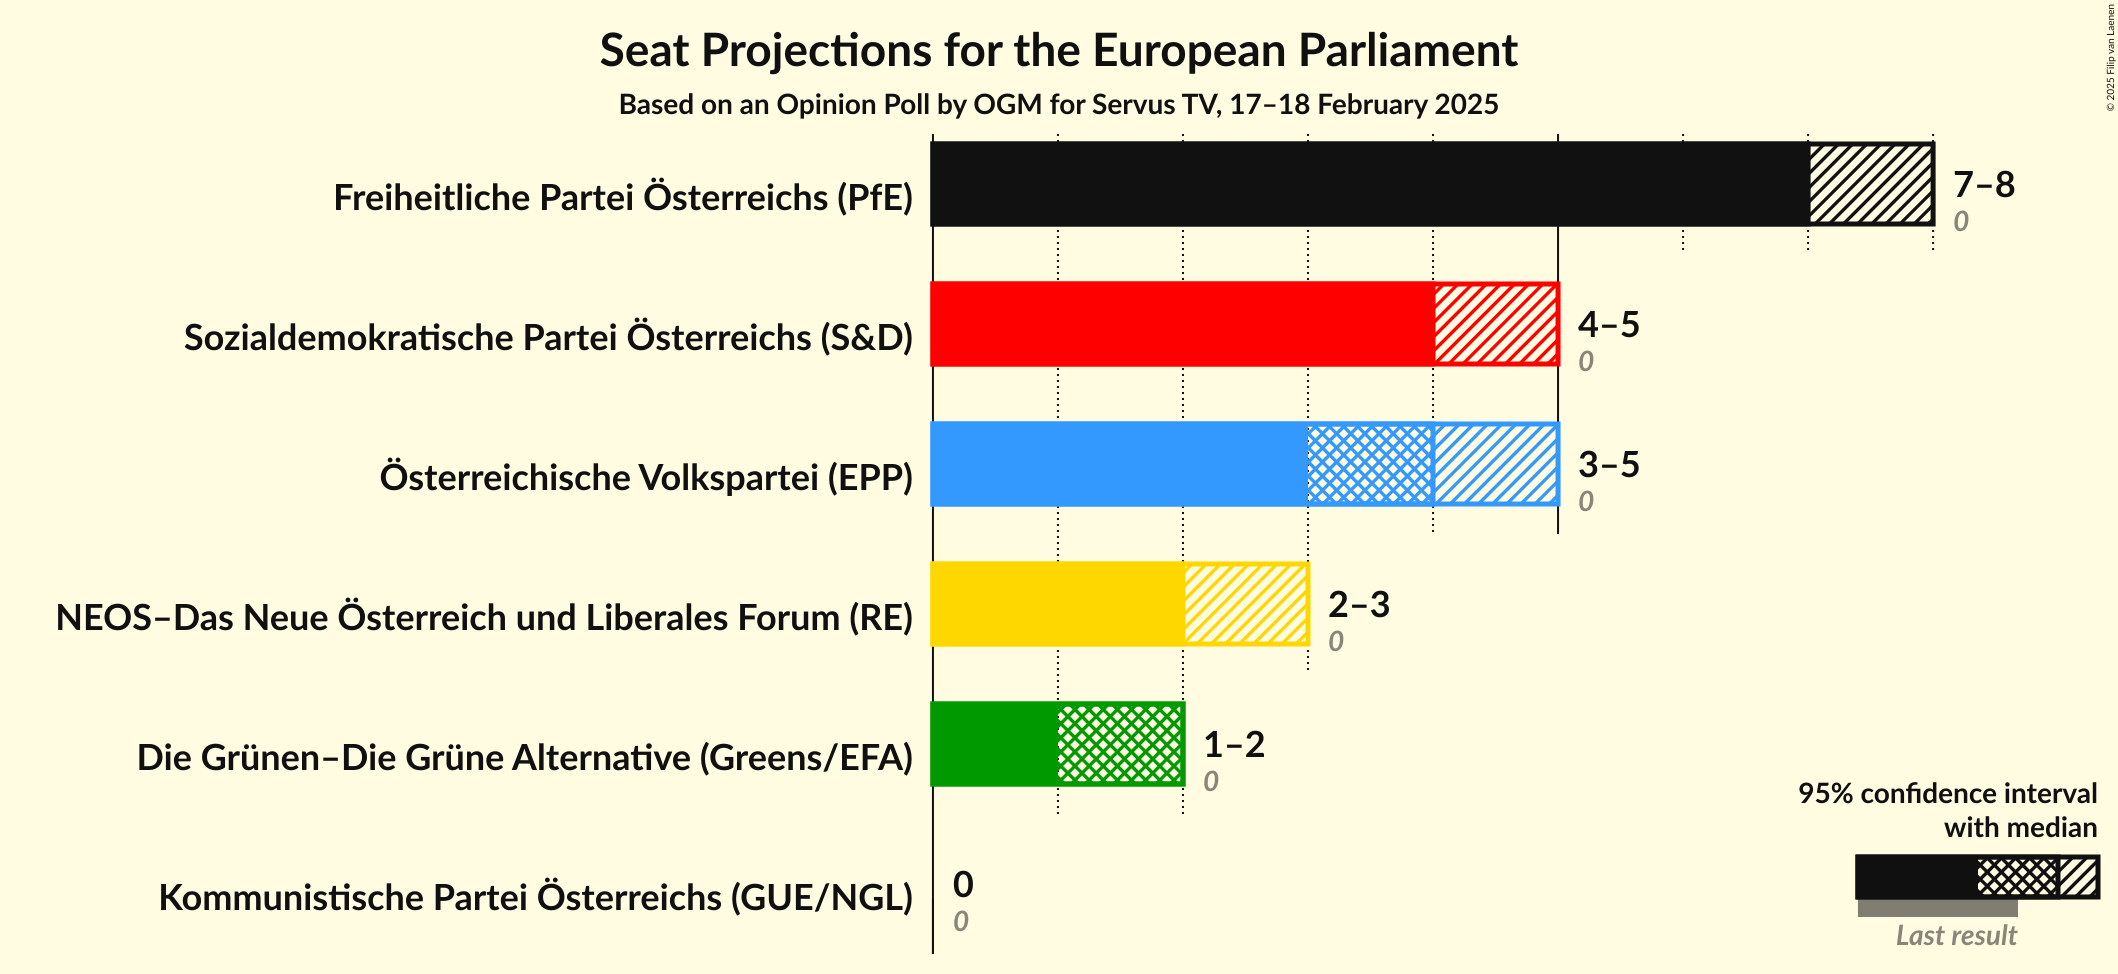 Seat Projections for the European Parliament
Based on an Opinion Poll by OGM for Servus TV, 17–18 February 2025
© 2025 Filip van Laenen
Freiheitliche Partei Österreichs (PfE)
7–8
0
Sozialdemokratische Partei Österreichs (S&D)
4–5
0
Österreichische Volkspartei (EPP)
3–5
0
NEOS–Das Neue Österreich und Liberales Forum (RE)
2–3
0
Die Grünen–Die Grüne Alternative (Greens/EFA)
1–2
0
Kommunistische Partei Österreichs (GUE/NGL)
0
0
95% confidence interval
with median
Last result